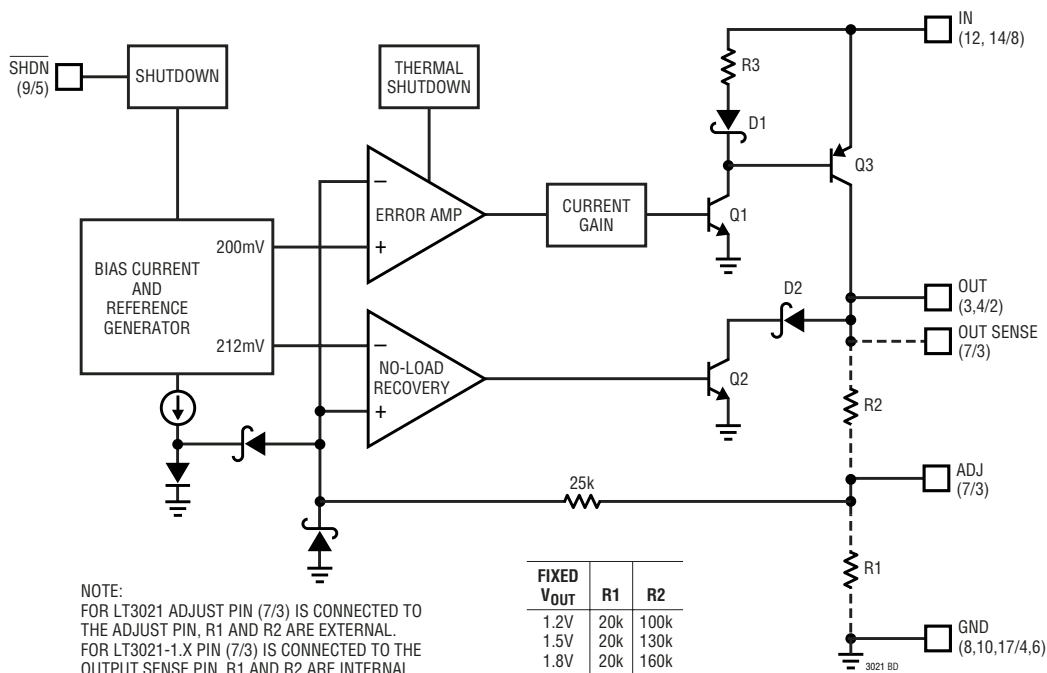 IN
(12, 14/8)
SHDN
(9/5)
SHUTDOWN
THERMAL
SHUTDOWN
R3
D1
Q3
–
ERROR AMP
+
CURRENT
GAIN
Q1
200mV
BIAS CURRENT
AND
REFERENCE
GENERATOR
212mV
–
NO-LOAD
RECOVERY
+
D2
Q2
OUT
(3,4/2)
OUT SENSE
(7/3)
R2
25k
ADJ
(7/3)
R1
GND
(8,10,17/4,6)
3021 BD
NOTE:
FOR LT3021 ADJUST PIN (7/3) IS CONNECTED TO
THE ADJUST PIN, R1 AND R2 ARE EXTERNAL.
FOR LT3021-1.X PIN (7/3) IS CONNECTED TO THE
OUTPUT SENSE PIN, R1 AND R2 ARE INTERNAL
FIXED
VOUT R1 R2
1.2V 20k 100k
1.5V 20k 130k
1.8V 20k 160k